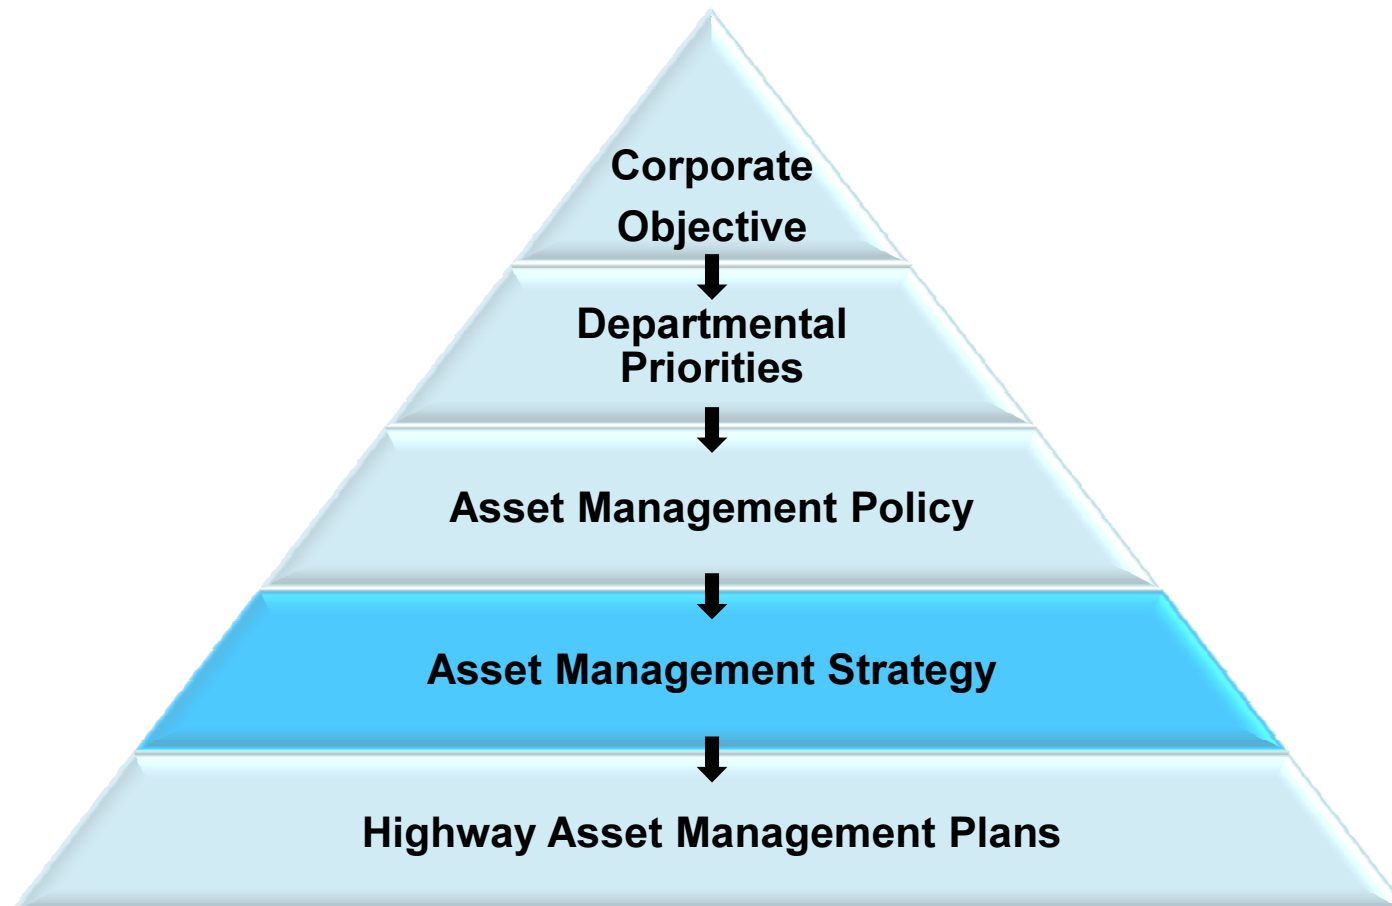 Corporate
Objective
Departmental
Priorities
Asset Management Policy
Asset Management Strategy
Highway Asset Management Plans